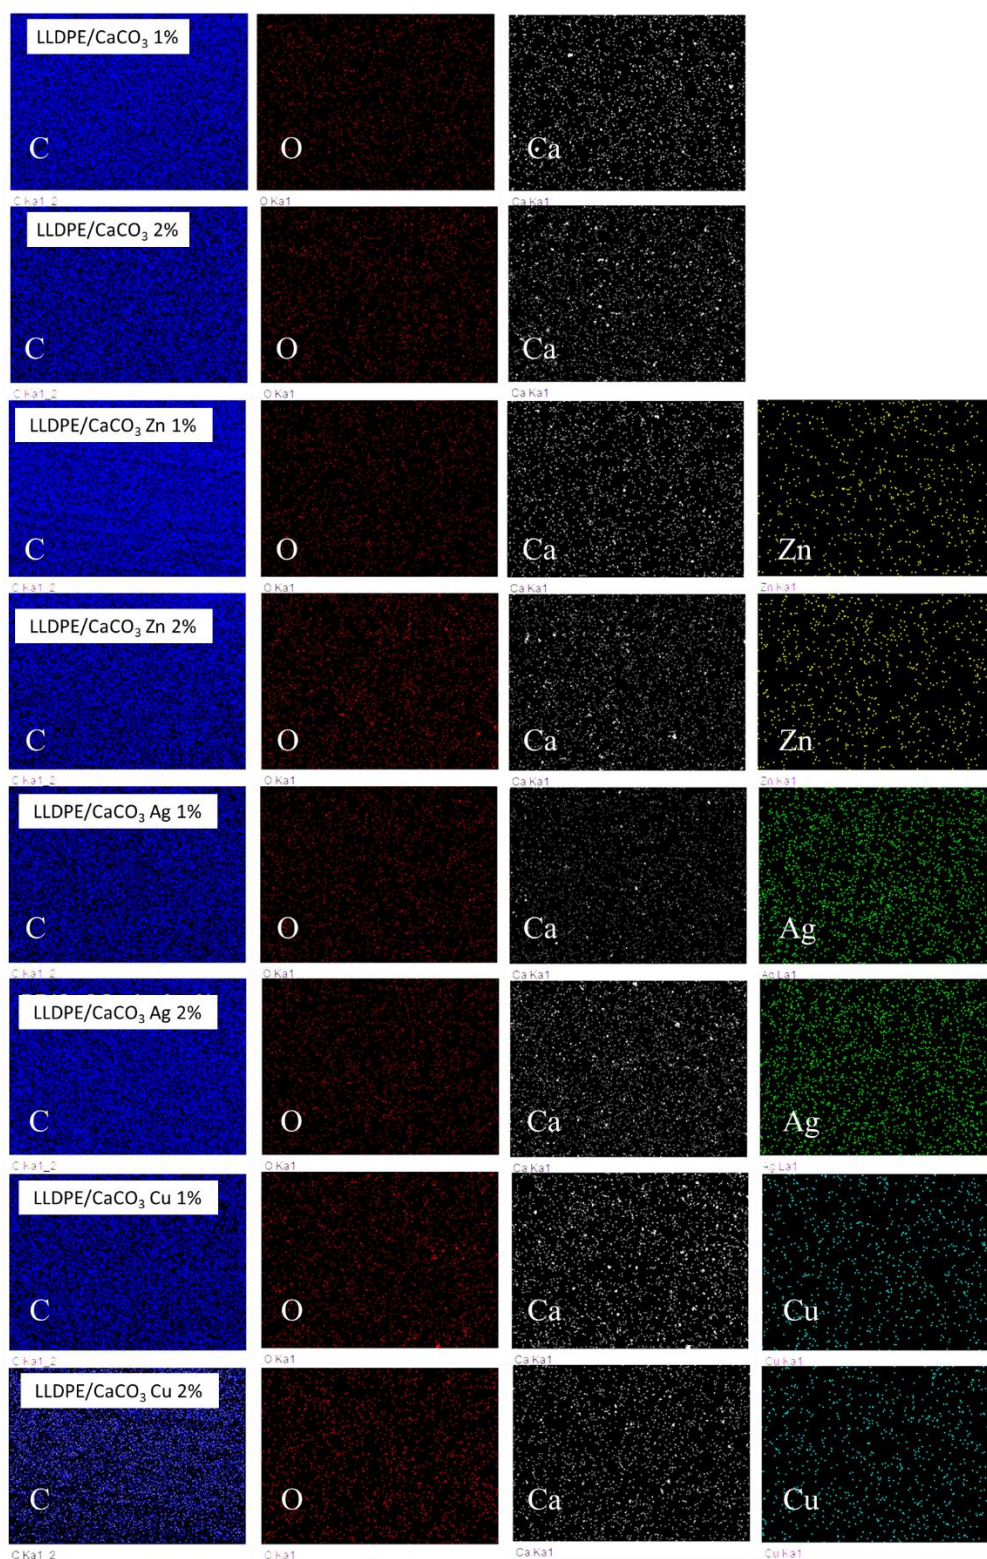 LLDPE/CaCO₃ 1%
C
O
Ca
C Ka1_2
O Ka1
Ca Ka1
LLDPE/CaCO₃ 2%
C
O
Ca
C Ka1_2
O Ka1
Ca Ka1
LLDPE/CaCO₃ Zn 1%
C
O
Ca
Zn
C Ka1_2
O Ka1
Ca Ka1
Zn Ka1
LLDPE/CaCO₃ Zn 2%
C
O
Ca
Zn
C Ka1_2
O Ka1
Ca Ka1
Zn Ka1
LLDPE/CaCO₃ Ag 1%
C
O
Ca
Ag
C Ka1_2
O Ka1
Ca Ka1
Ag La1
LLDPE/CaCO₃ Ag 2%
C
O
Ca
Ag
C Ka1_2
O Ka1
Ca Ka1
Ag La1
LLDPE/CaCO₃ Cu 1%
C
O
Ca
Cu
C Ka1_2
O Ka1
Ca Ka1
Cu Ka1
LLDPE/CaCO₃ Cu 2%
C
O
Ca
Cu
C Ka1_2
O Ka1
Ca Ka1
Cu Ka1